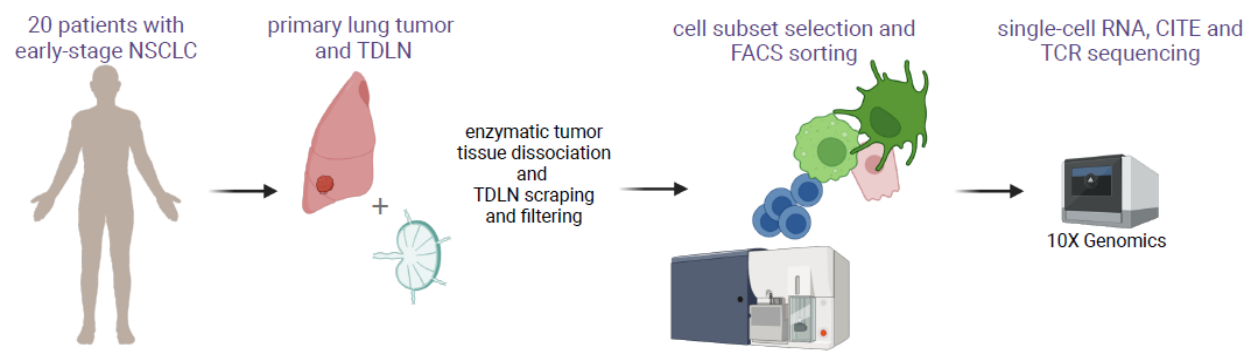 20 patients with
early-stage NSCLC
primary lung tumor
and TDLN
+
enzymatic tumor
tissue dissociation
and
TDLN scraping
and filtering
cell subset selection and
FACS sorting
single-cell RNA, CITE and
TCR sequencing
10X Genomics